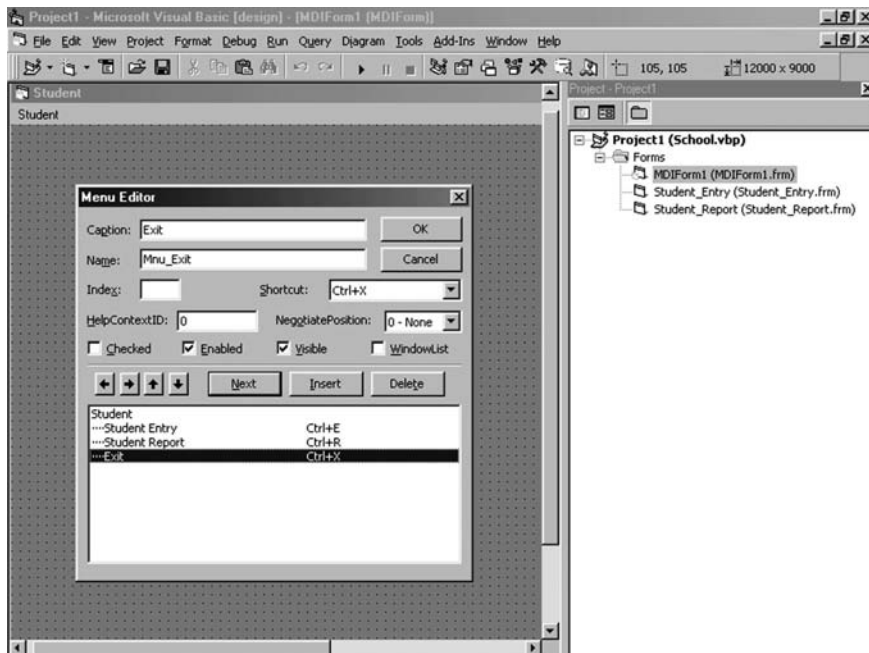 Project1 - Microsoft Visual Basic [design] - [MDIForm1 (MDIForm)]
File Edit View Project Format Debug Run Query Diagram Tools Add-Ins Window Help
105, 105 12000 x 9000
Student
Project - Project1
Student
Project1 (School.vbp)
Forms
MDIForm1 (MDIForm1.frm)
Student_Entry (Student_Entry.frm)
Student_Report (Student_Report.frm)
Menu Editor
Caption: Exit OK
Name: Mnu_Exit Cancel
Index: Shortcut: Ctrl+X
HelpContextID: 0 NegotiatePosition: 0 - None
Checked Enabled Visible WindowList
Next Insert Delete
Student
····Student Entry Ctrl+E
····Student Report Ctrl+R
····Exit Ctrl+X